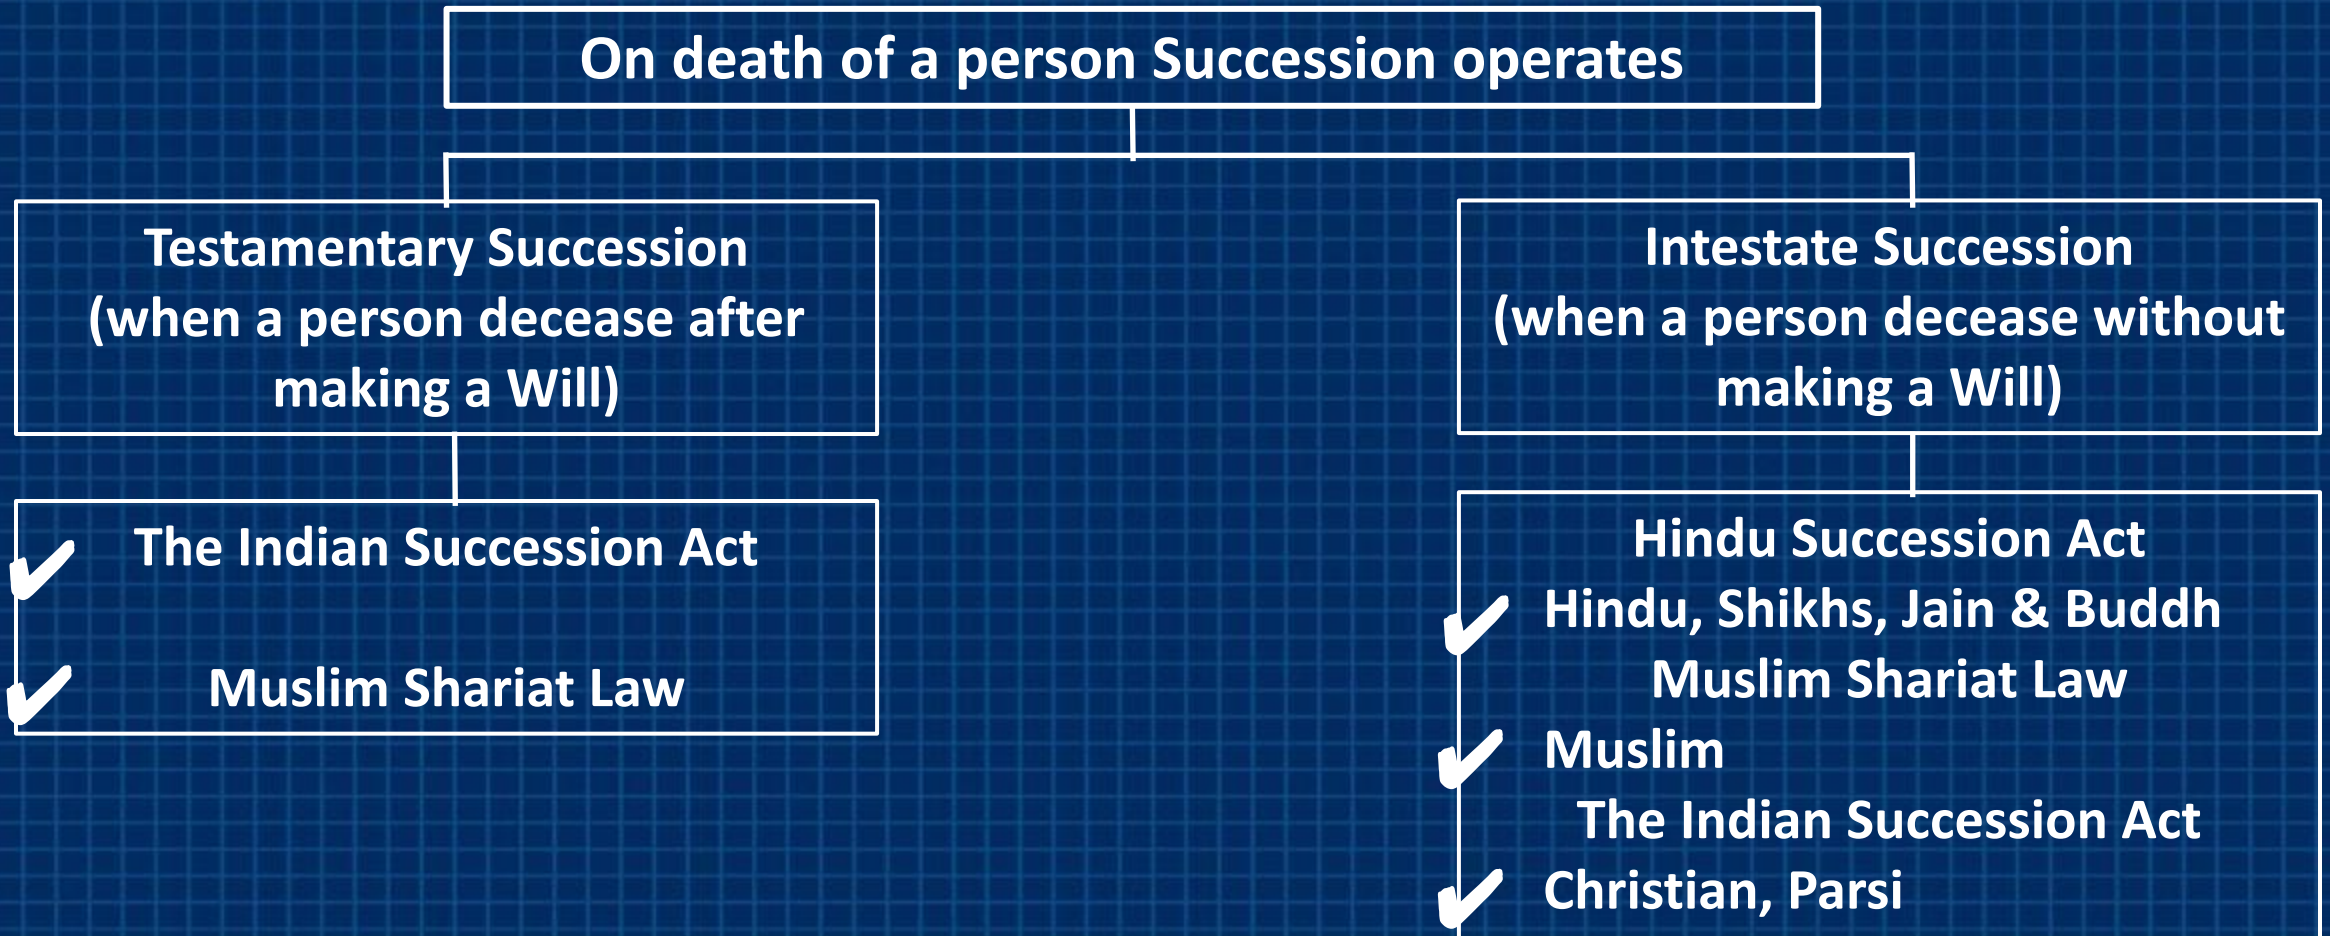 On death of a person Succession operates
Testamentary Succession
(when a person decease after
making a Will)
The Indian Succession Act
Muslim Shariat Law
Intestate Succession
(when a person decease without
making a Will)
Hindu Succession Act
Hindu, Shikhs, Jain & Buddh
Muslim Shariat Law
Muslim
The Indian Succession Act
Christian, Parsi